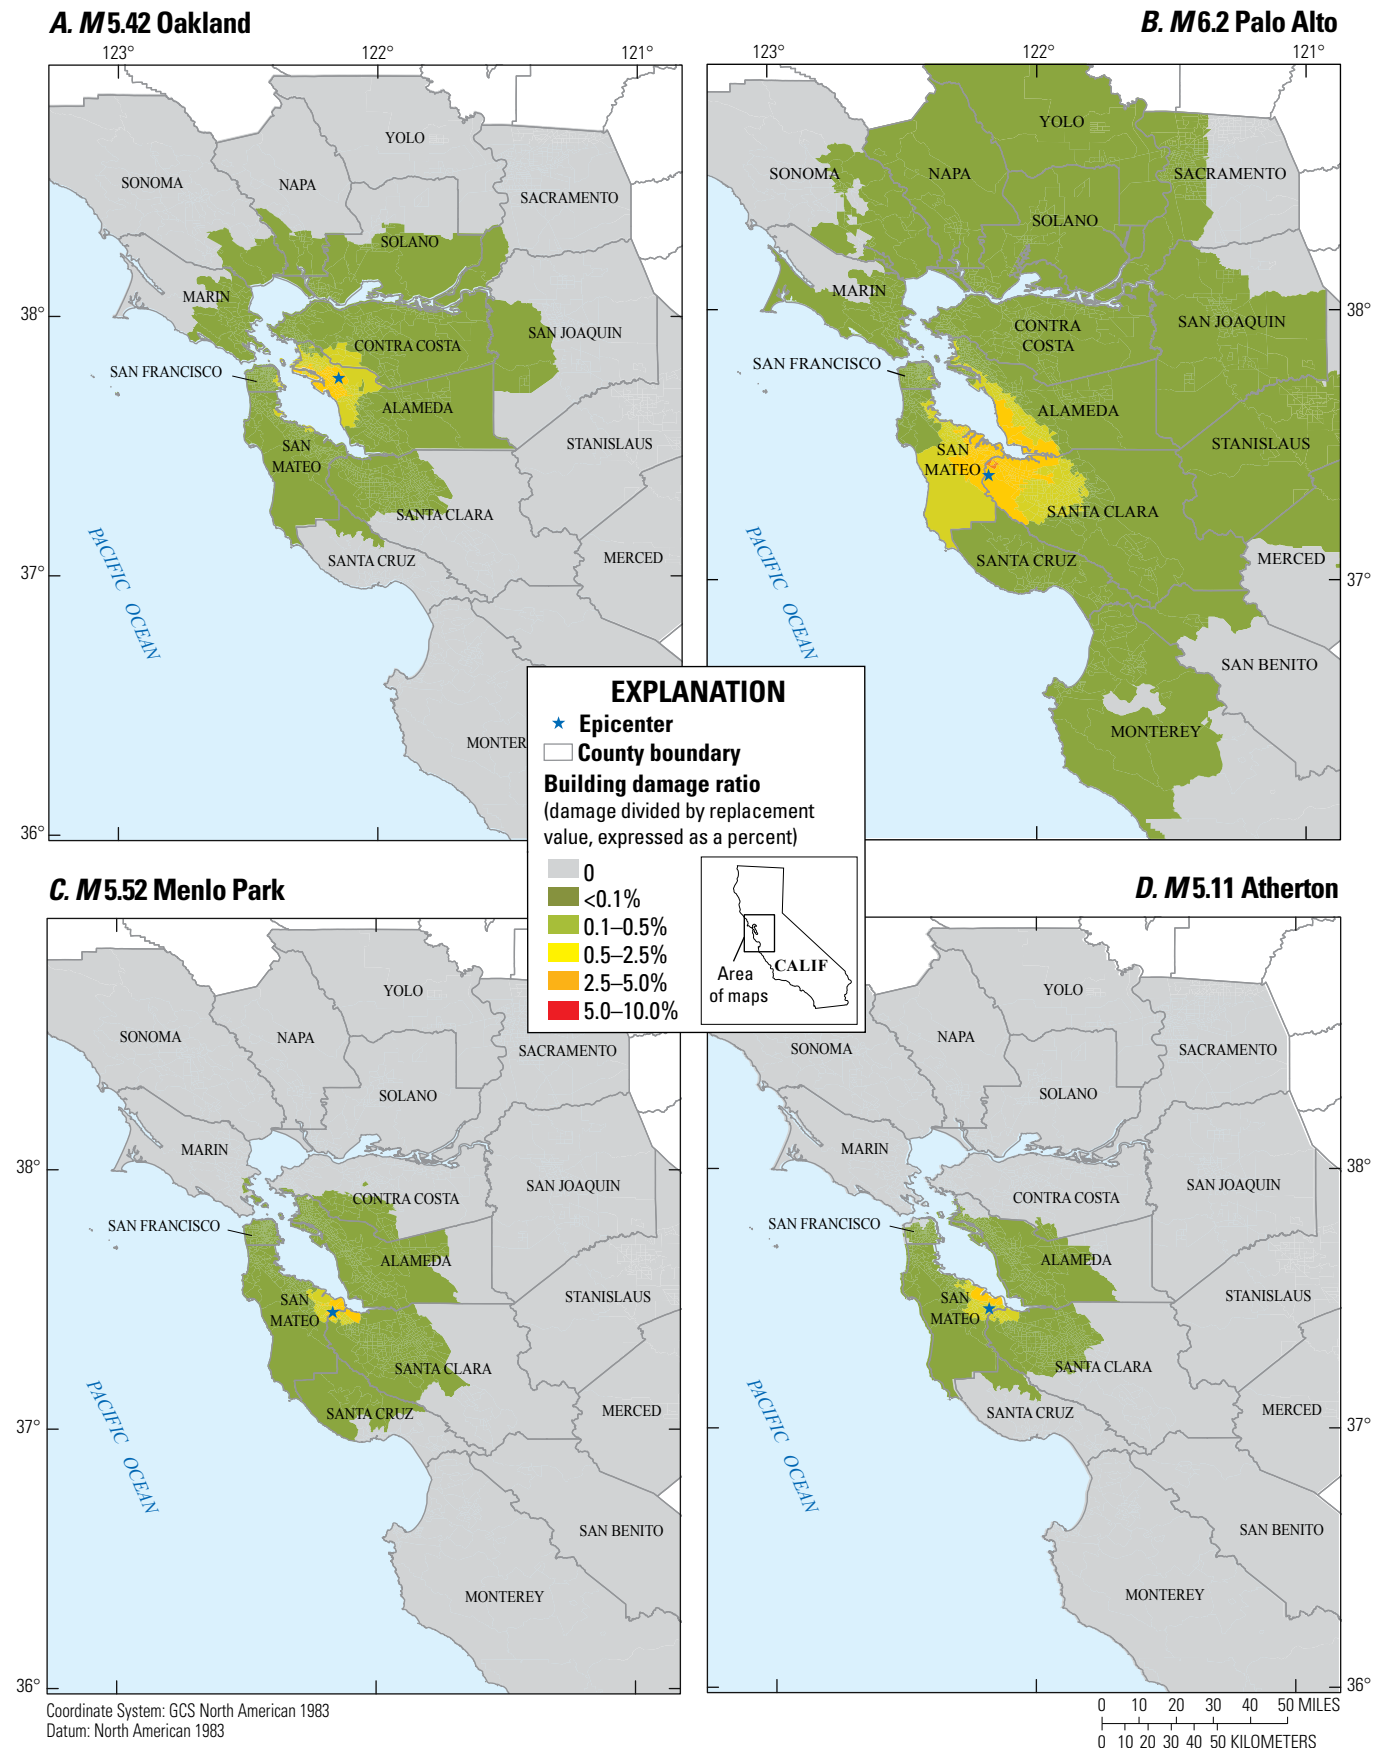 A. M 5.42 Oakland
123°
122°
121°
YOLO
SONOMA
NAPA
SACRAMENTO
SOLANO
MARIN
38°
SAN JOAQUIN
CONTRA COSTA
SAN FRANCISCO
ALAMEDA
STANISLAUS
SAN
MATEO
SANTA CLARA
PACIFIC OCEAN
MERCED
SANTA CRUZ
37°
MONTER
36°
B. M 6.2 Palo Alto
123°
122°
121°
YOLO
SONOMA
NAPA
SACRAMENTO
SOLANO
MARIN
38°
CONTRA
COSTA
SAN JOAQUIN
SAN FRANCISCO
ALAMEDA
STANISLAUS
SAN
MATEO
SANTA CLARA
PACIFIC OCEAN
SANTA CRUZ
MERCED
37°
SAN BENITO
MONTEREY
EXPLANATION
Epicenter
County boundary
Building damage ratio
(damage divided by replacement
value, expressed as a percent)
0
<0.1%
0.1–0.5%
0.5–2.5%
2.5–5.0%
5.0–10.0%
Area
of maps
CALIF
C. M 5.52 Menlo Park
YOLO
SONOMA
NAPA
SACRAMENTO
SOLANO
MARIN
38°
SAN JOAQUIN
CONTRA COSTA
SAN FRANCISCO
ALAMEDA
STANISLAUS
SAN
MATEO
SANTA CLARA
PACIFIC OCEAN
SANTA CRUZ
MERCED
37°
SAN BENITO
MONTEREY
36°
Coordinate System: GCS North American 1983
Datum: North American 1983
D. M 5.11 Atherton
YOLO
SONOMA
NAPA
SACRAMENTO
SOLANO
MARIN
38°
SAN JOAQUIN
CONTRA COSTA
SAN FRANCISCO
ALAMEDA
STANISLAUS
SAN
MATEO
SANTA CLARA
PACIFIC OCEAN
SANTA CRUZ
MERCED
37°
SAN BENITO
MONTEREY
36°
0 10 20 30 40 50 MILES
0 10 20 30 40 50 KILOMETERS